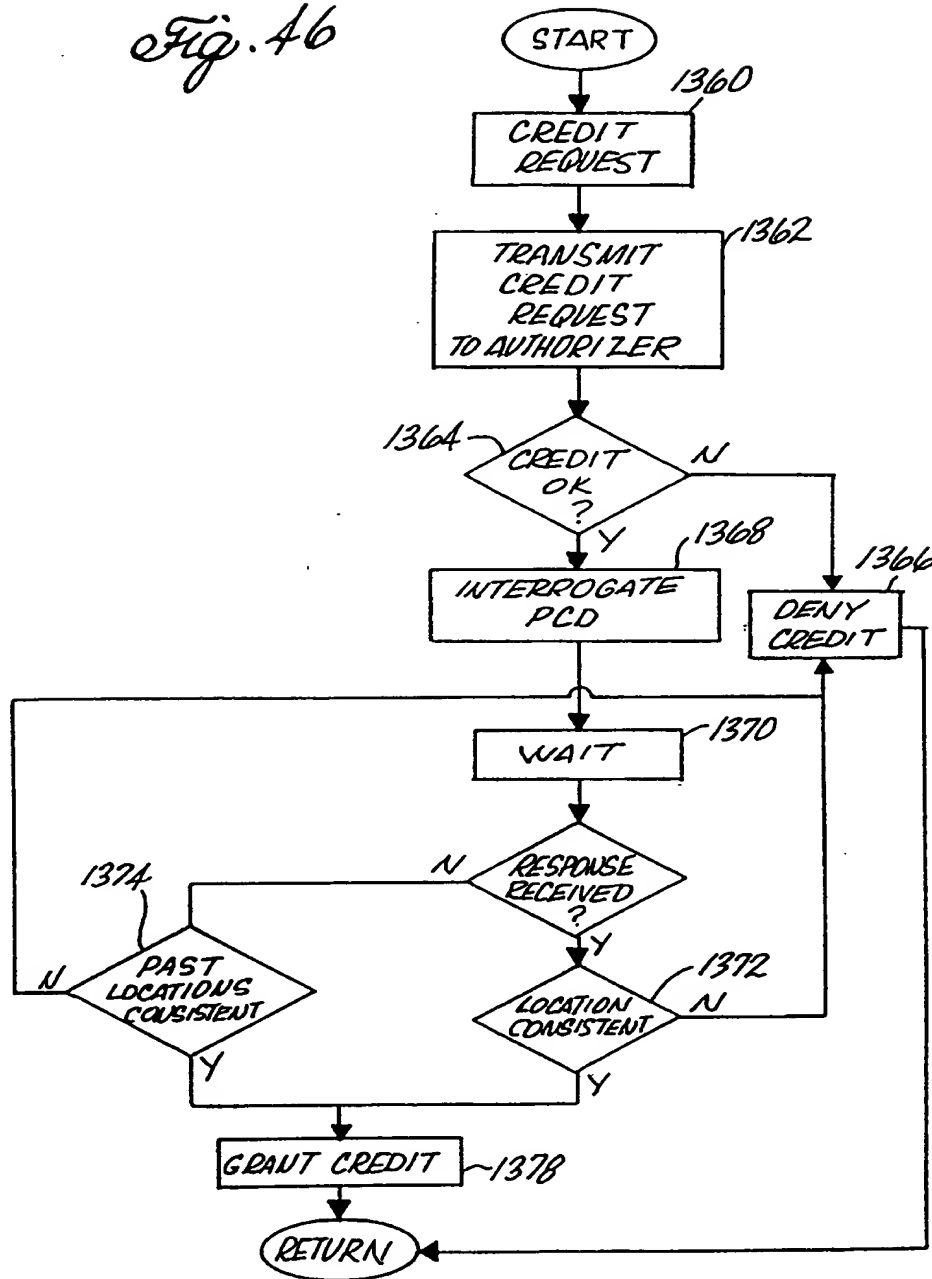 Fig. 46
START
1360
CREDIT
REQUEST
1362
TRANSMIT
CREDIT
REQUEST
TO AUTHORIZER
1364
CREDIT
OK
?
N
Y
1368
INTERROGATE
PCD
1366
DENY
CREDIT
1370
WAIT
RESPONSE
RECEIVED
?
N
Y
1374
PAST
LOCATIONS
CONSISTENT
N
Y
1372
LOCATION
CONSISTENT
N
Y
GRANT CREDIT
1378
RETURN